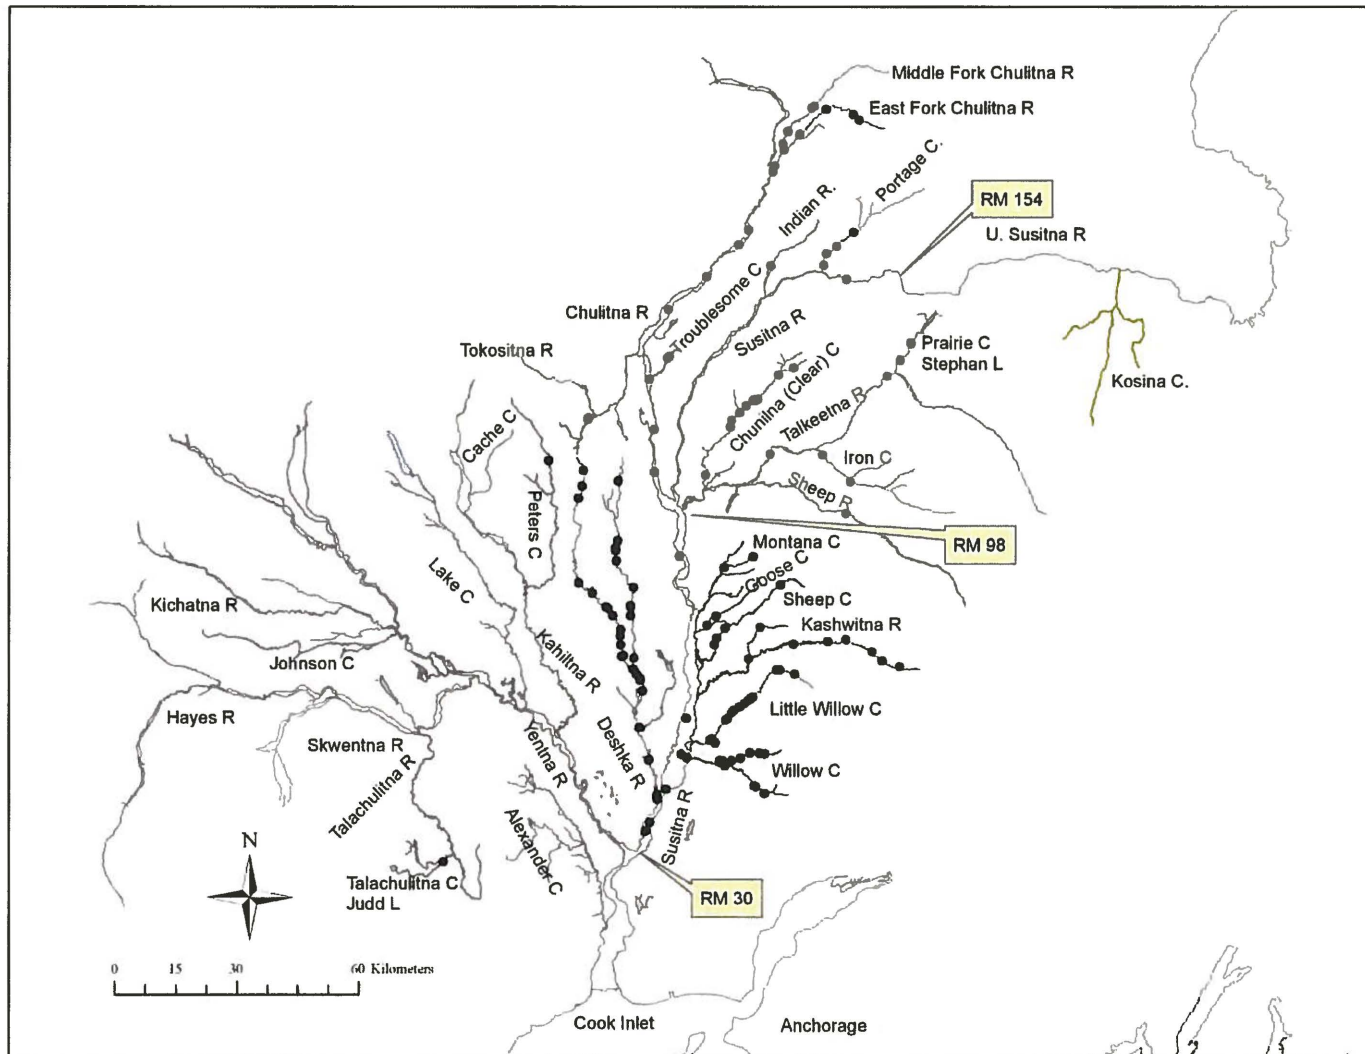 Middle Fork Chulitna R
East Fork Chulitna R
Portage C.
RM 154
Indian R.
U. Susitna R
Troublesome C
Chulitna R
Susitna R
Prairie C
Stephan L
Tokositna R
Kosina C.
Chunilna (Clear) C
Talkeetna R
Cache C
Iron C
Sheep R
Peters C
RM 98
Montana C
Goose C
Lake C
Sheep C
Kichatna R
Kashwitna R
Johnson C
Kahiltna R
Little Willow C
Hayes R
Skwentna R
Yentna R
Deshka R
Willow C
Talachulitna R
Susitna R
Alexander C
N
Talachulitna C
Judd L
RM 30
0 15 30 60 Kilometers
Cook Inlet
Anchorage